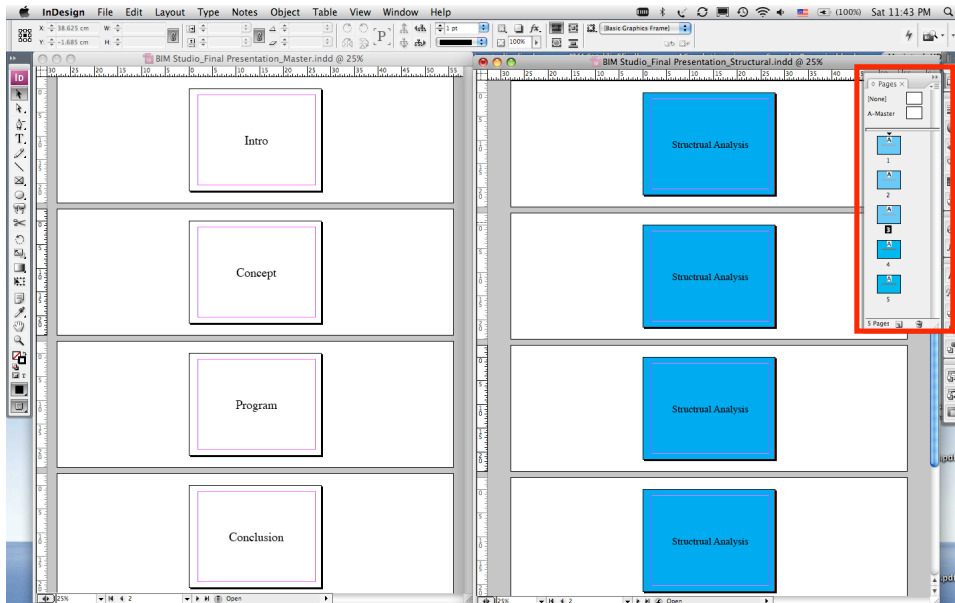 InDesign File Edit Layout Type Notes Object Table View Window Help (100%) Sat 11:43 PM
X: 38.625 cm W: 1 pt [Basic Graphics Frame]
Y: -1.685 cm H: 100%
BIM Studio_Final Presentation_Master.indd @ 25%
BIM Studio_Final Presentation_Structural.indd @ 25%
Intro
Concept
Program
Conclusion
Structrual Analysis
Structrual Analysis
Structrual Analysis
Structrual Analysis
Pages
[None]
A-Master
A
1
A
2
A
3
A
4
A
5
5 Pages
25% 2 Open
25% 2 Open